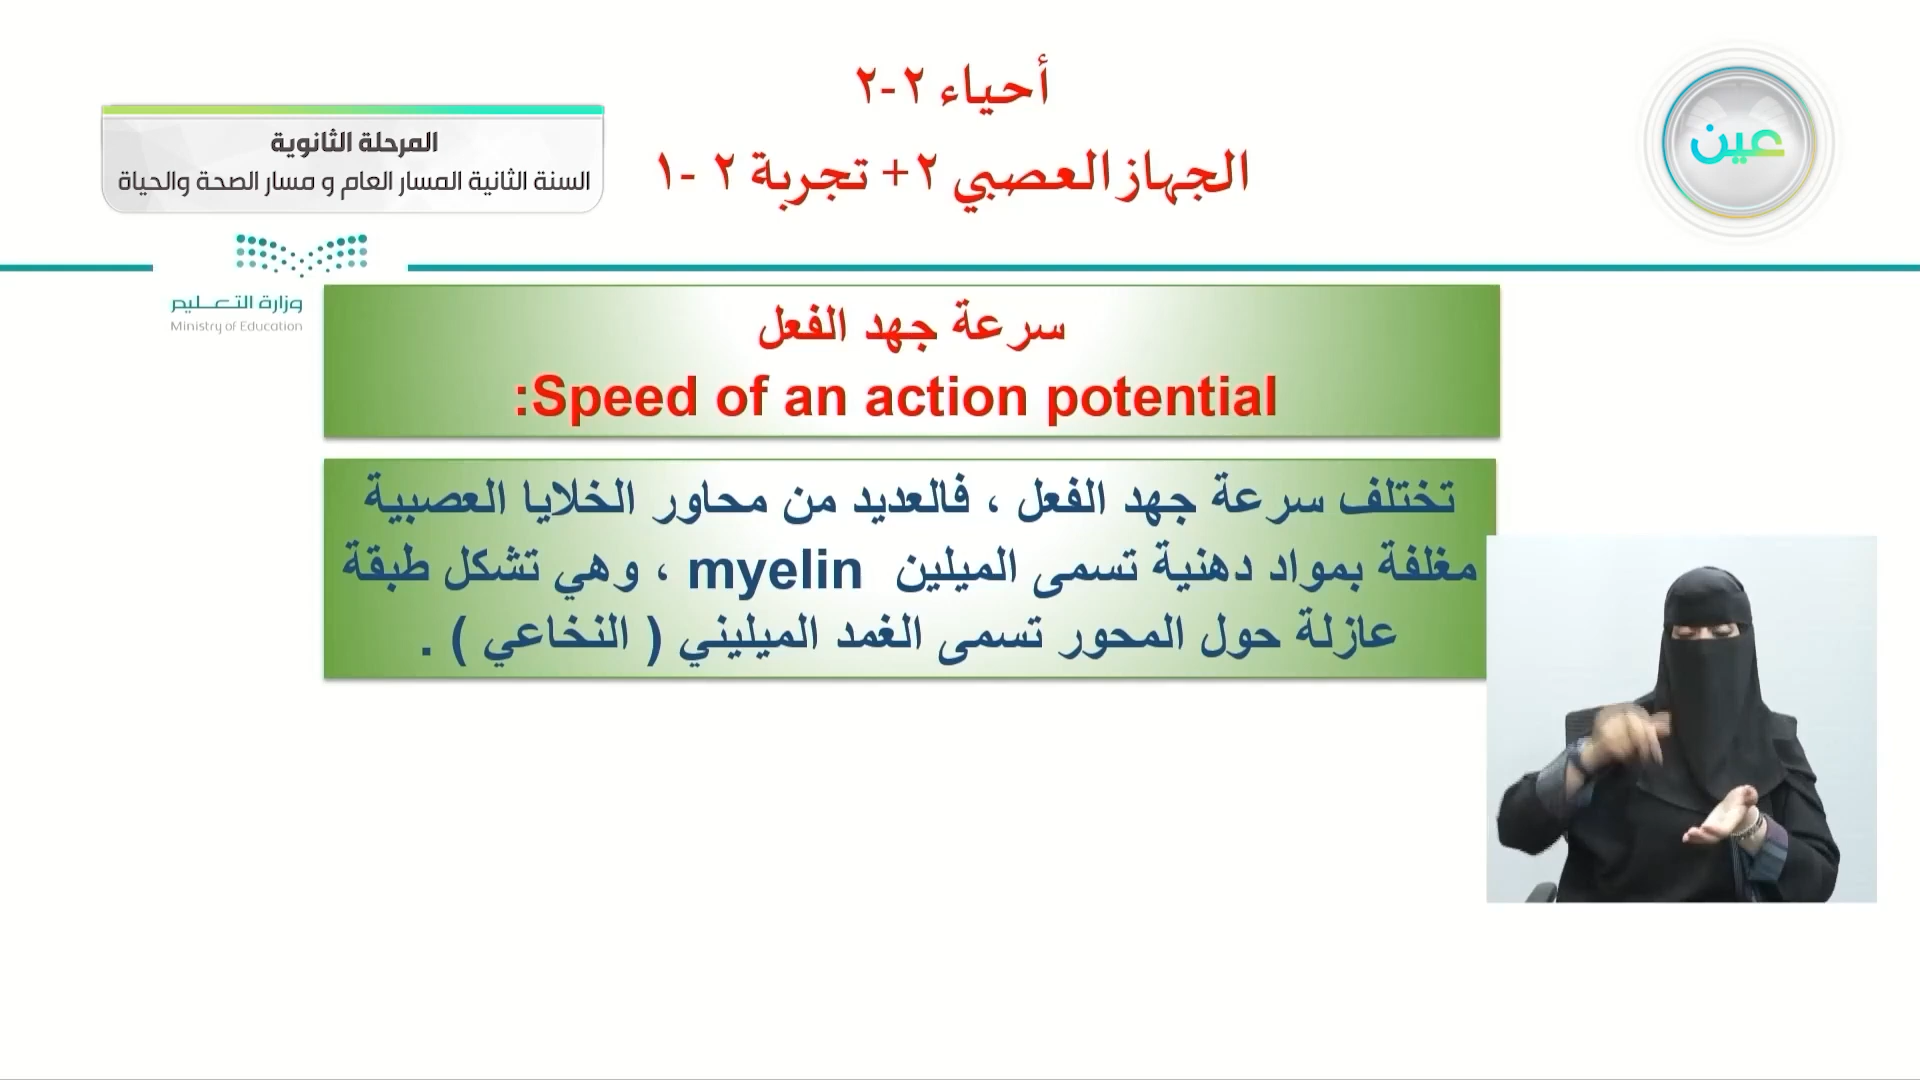 أحياء ٢-٢
الجهاز العصبي ٢ + تجربة ٢ -١
عين
المرحلة الثانوية
السنة الثانية المسار العام و مسار الصحة والحياة
وزارة التعليم
Ministry of Education
سرعة جهد الفعل
Speed of an action potential:
تختلف سرعة جهد الفعل ، فالعديد من محاور الخلايا العصبية
مغلفة بمواد دهنية تسمى الميلين myelin ، وهي تشكل طبقة
عازلة حول المحور تسمى الغمد الميليني ( النخاعي ) .